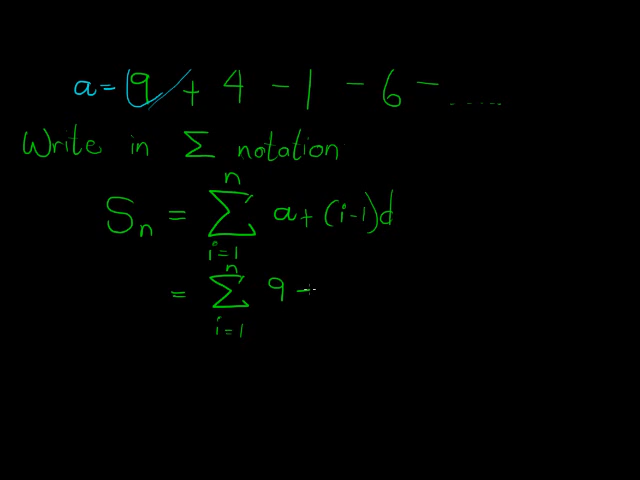 a = 9 + 4 - 1 - 6 - .....
Write in Σ notation
Sn = n Σ i=1 a + (i-1)d
= n Σ i=1 9 -